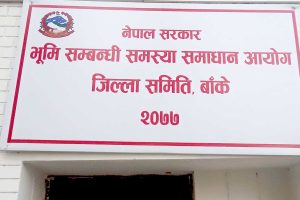 नेपाल सरकार
भूमि सम्बन्धी समस्या समाधान आयोग
जिल्ला समिति, बाँके
२०७७